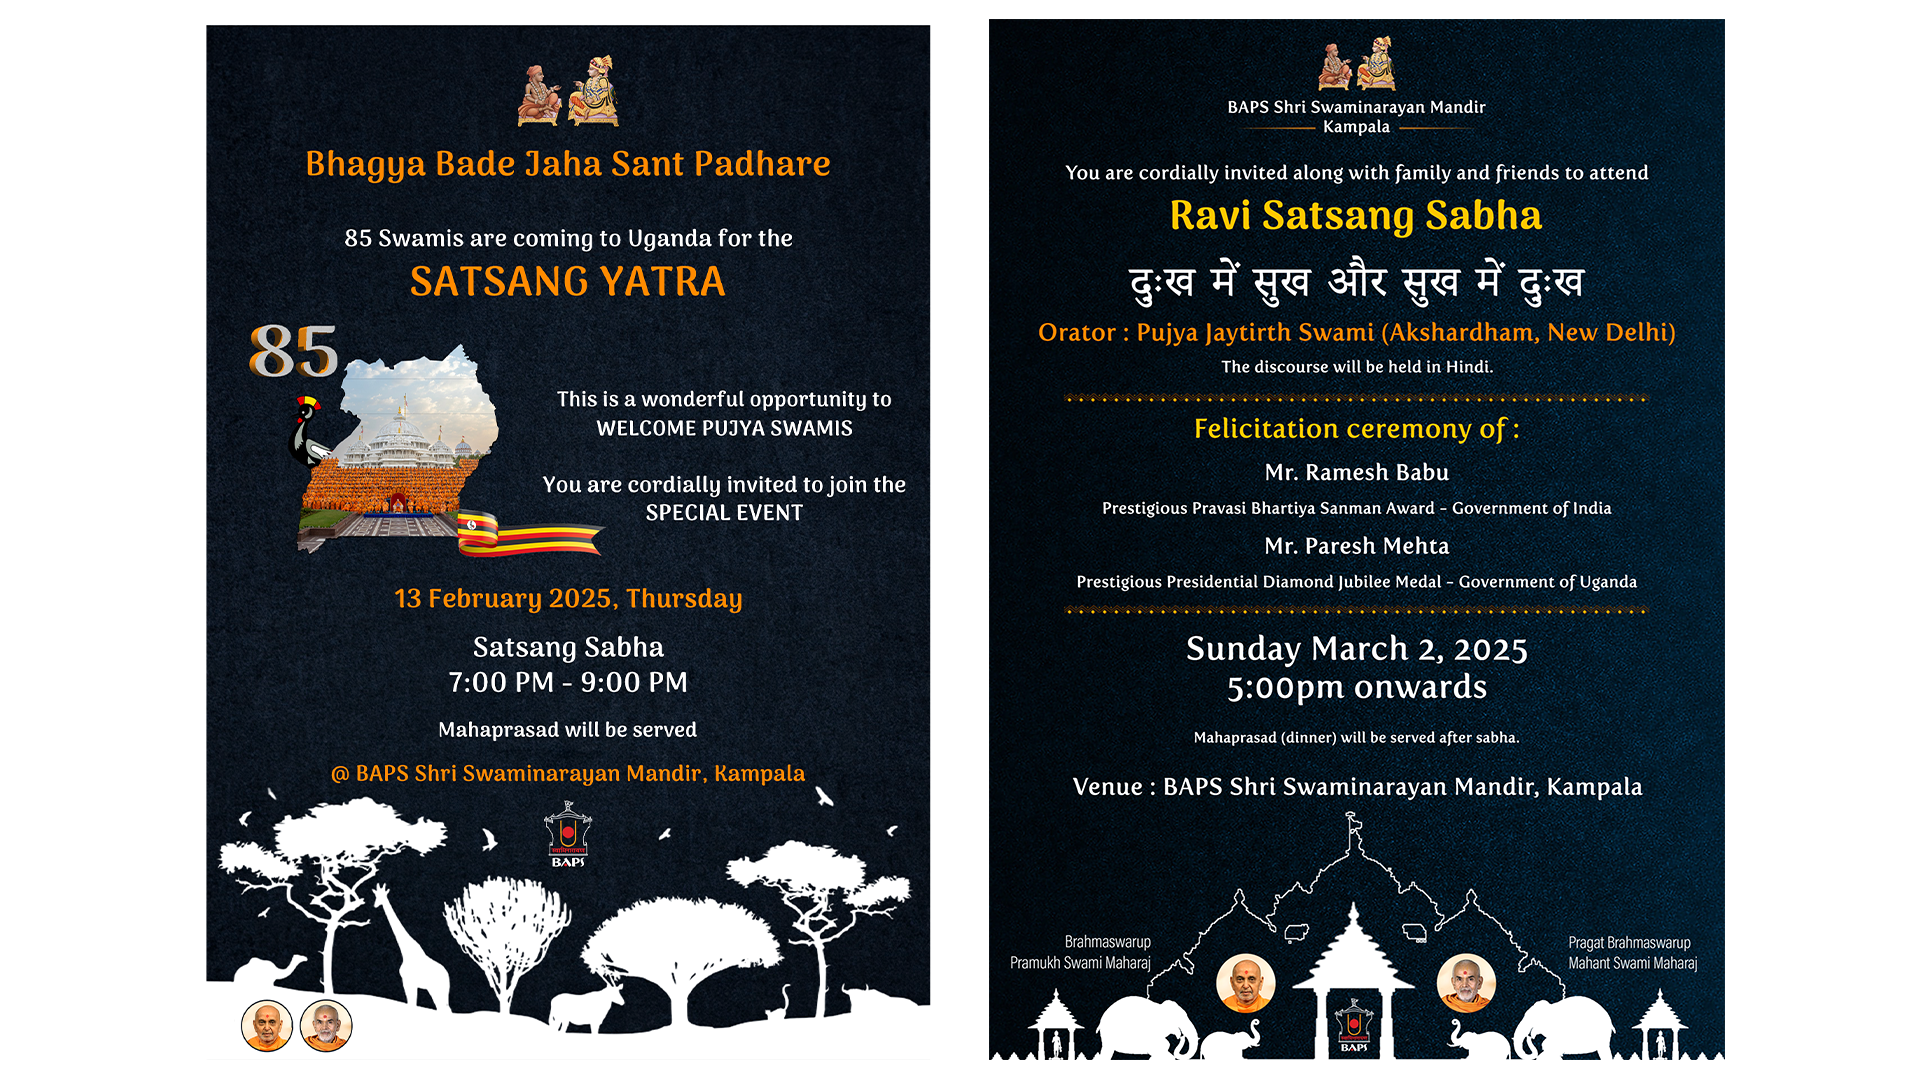 Bhagya Bade Jaha Sant Padhare
85 Swamis are coming to Uganda for the
SATSANG YATRA
85
This is a wonderful opportunity to
WELCOME PUJYA SWAMIS
You are cordially invited to join the
SPECIAL EVENT
13 February 2025, Thursday
Satsang Sabha
7:00 PM - 9:00 PM
Mahaprasad will be served
@ BAPS Shri Swaminarayan Mandir, Kampala
BAPS
BAPS Shri Swaminarayan Mandir
Kampala
You are cordially invited along with family and friends to attend
Ravi Satsang Sabha
दुःख में सुख और सुख में दुःख
Orator : Pujya Jaytirth Swami (Akshardham, New Delhi)
The discourse will be held in Hindi.
Felicitation ceremony of :
Mr. Ramesh Babu
Prestigious Pravasi Bhartiya Sanman Award - Government of India
Mr. Paresh Mehta
Prestigious Presidential Diamond Jubilee Medal - Government of Uganda
Sunday March 2, 2025
5:00pm onwards
Mahaprasad (dinner) will be served after sabha.
Venue : BAPS Shri Swaminarayan Mandir, Kampala
Brahmaswarup
Pramukh Swami Maharaj
Pragat Brahmaswarup
Mahant Swami Maharaj
BAPS